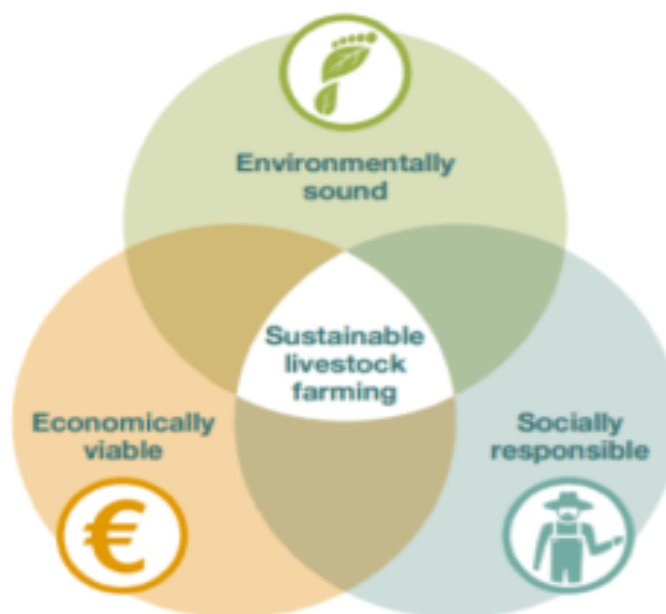 Environmentally
sound
Sustainable
livestock
farming
Economically
viable
Socially
responsible
€